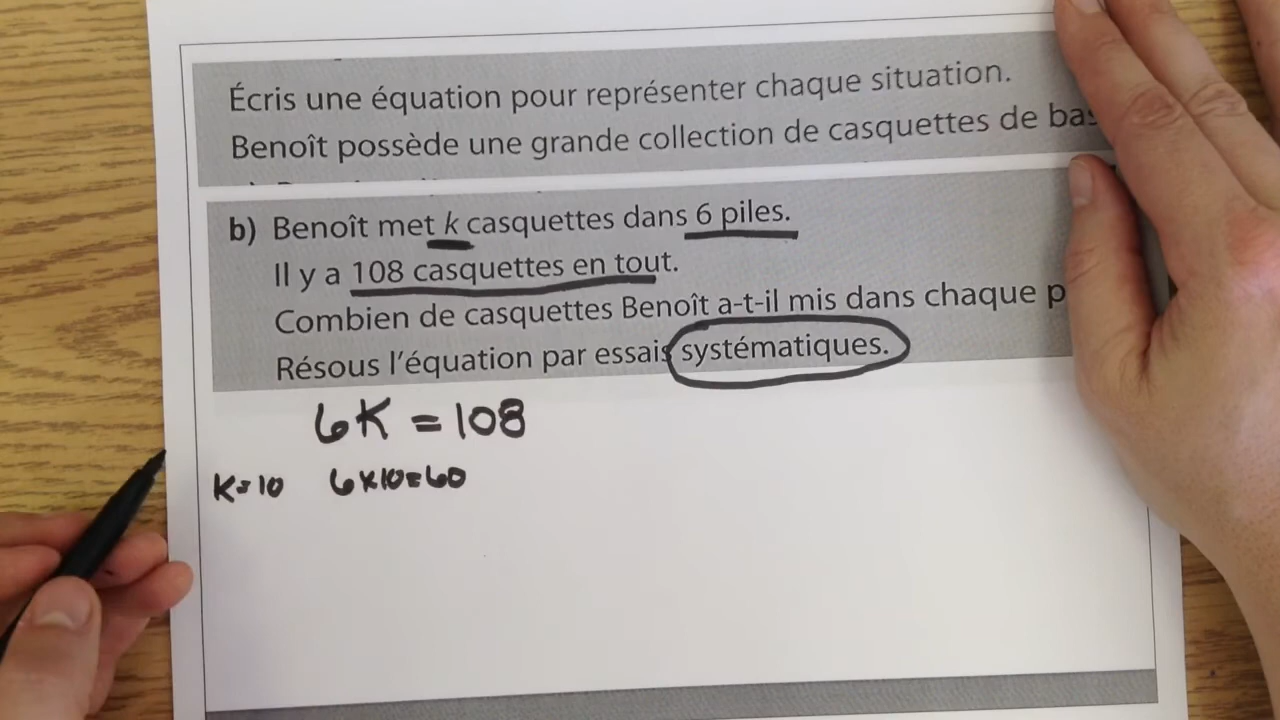 Écris une équation pour représenter chaque situation.
Benoît possède une grande collection de casquettes de bas
b) Benoît met k casquettes dans 6 piles.
Il y a 108 casquettes en tout.
Combien de casquettes Benoît a-t-il mis dans chaque p
Résous l'équation par essais systématiques.
6K = 108
K=10 6x10=60